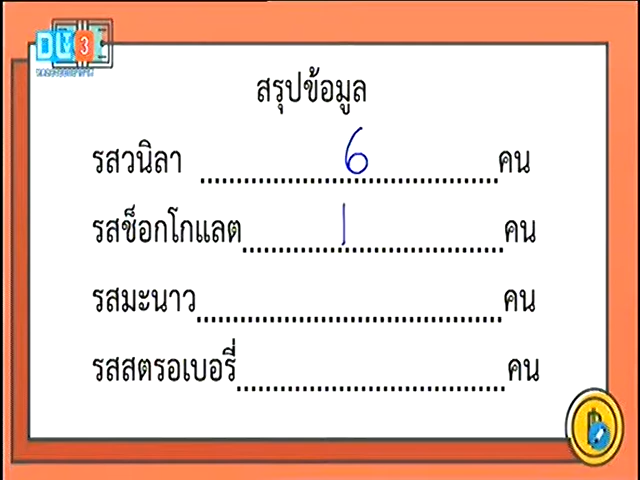 DLTV3
สรุปข้อมูล
รสวนิลา ........................................ 6 ........................................ คน
รสช็อกโกแลต ........................................ 1 ........................................ คน
รสมะนาว ........................................ คน
รสสตรอเบอรี่ ........................................ คน